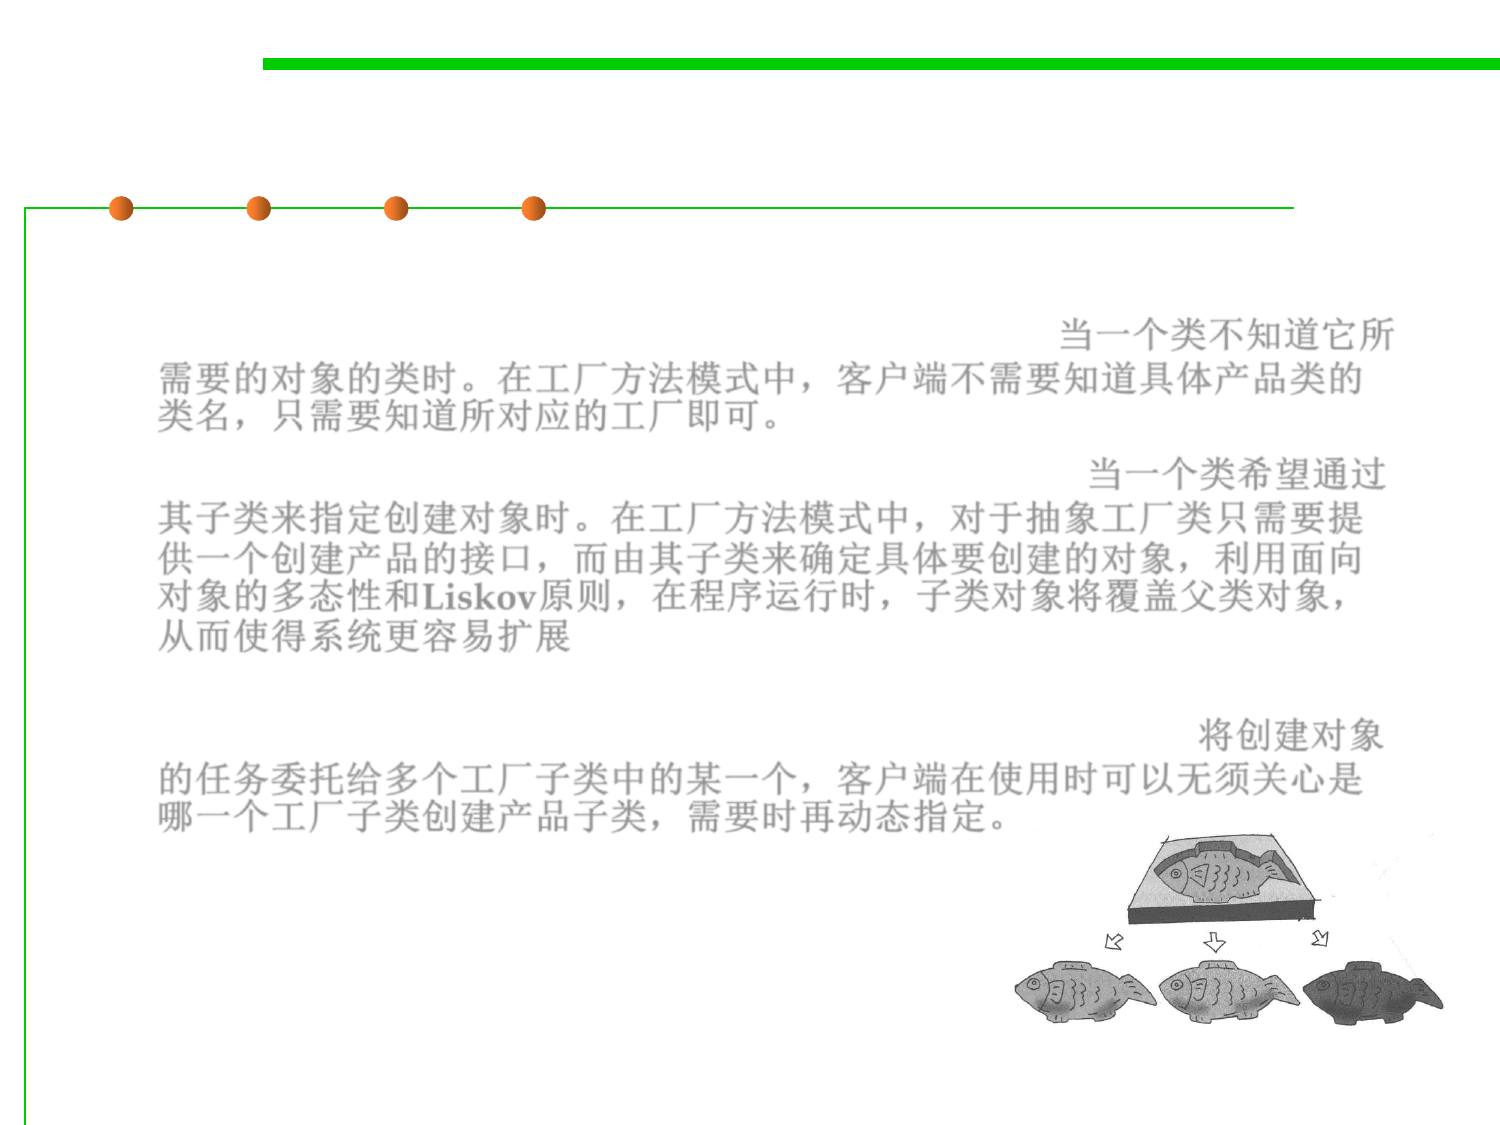 当一个类不知道它所
需要的对象的类时。在工厂方法模式中，客户端不需要知道具体产品类的
类名，只需要知道所对应的工厂即可。
当一个类希望通过
其子类来指定创建对象时。在工厂方法模式中，对于抽象工厂类只需要提
供一个创建产品的接口，而由其子类来确定具体要创建的对象，利用面向
对象的多态性和Liskov原则，在程序运行时，子类对象将覆盖父类对象，
从而使得系统更容易扩展
将创建对象
的任务委托给多个工厂子类中的某一个，客户端在使用时可以无须关心是
哪一个工厂子类创建产品子类，需要时再动态指定。